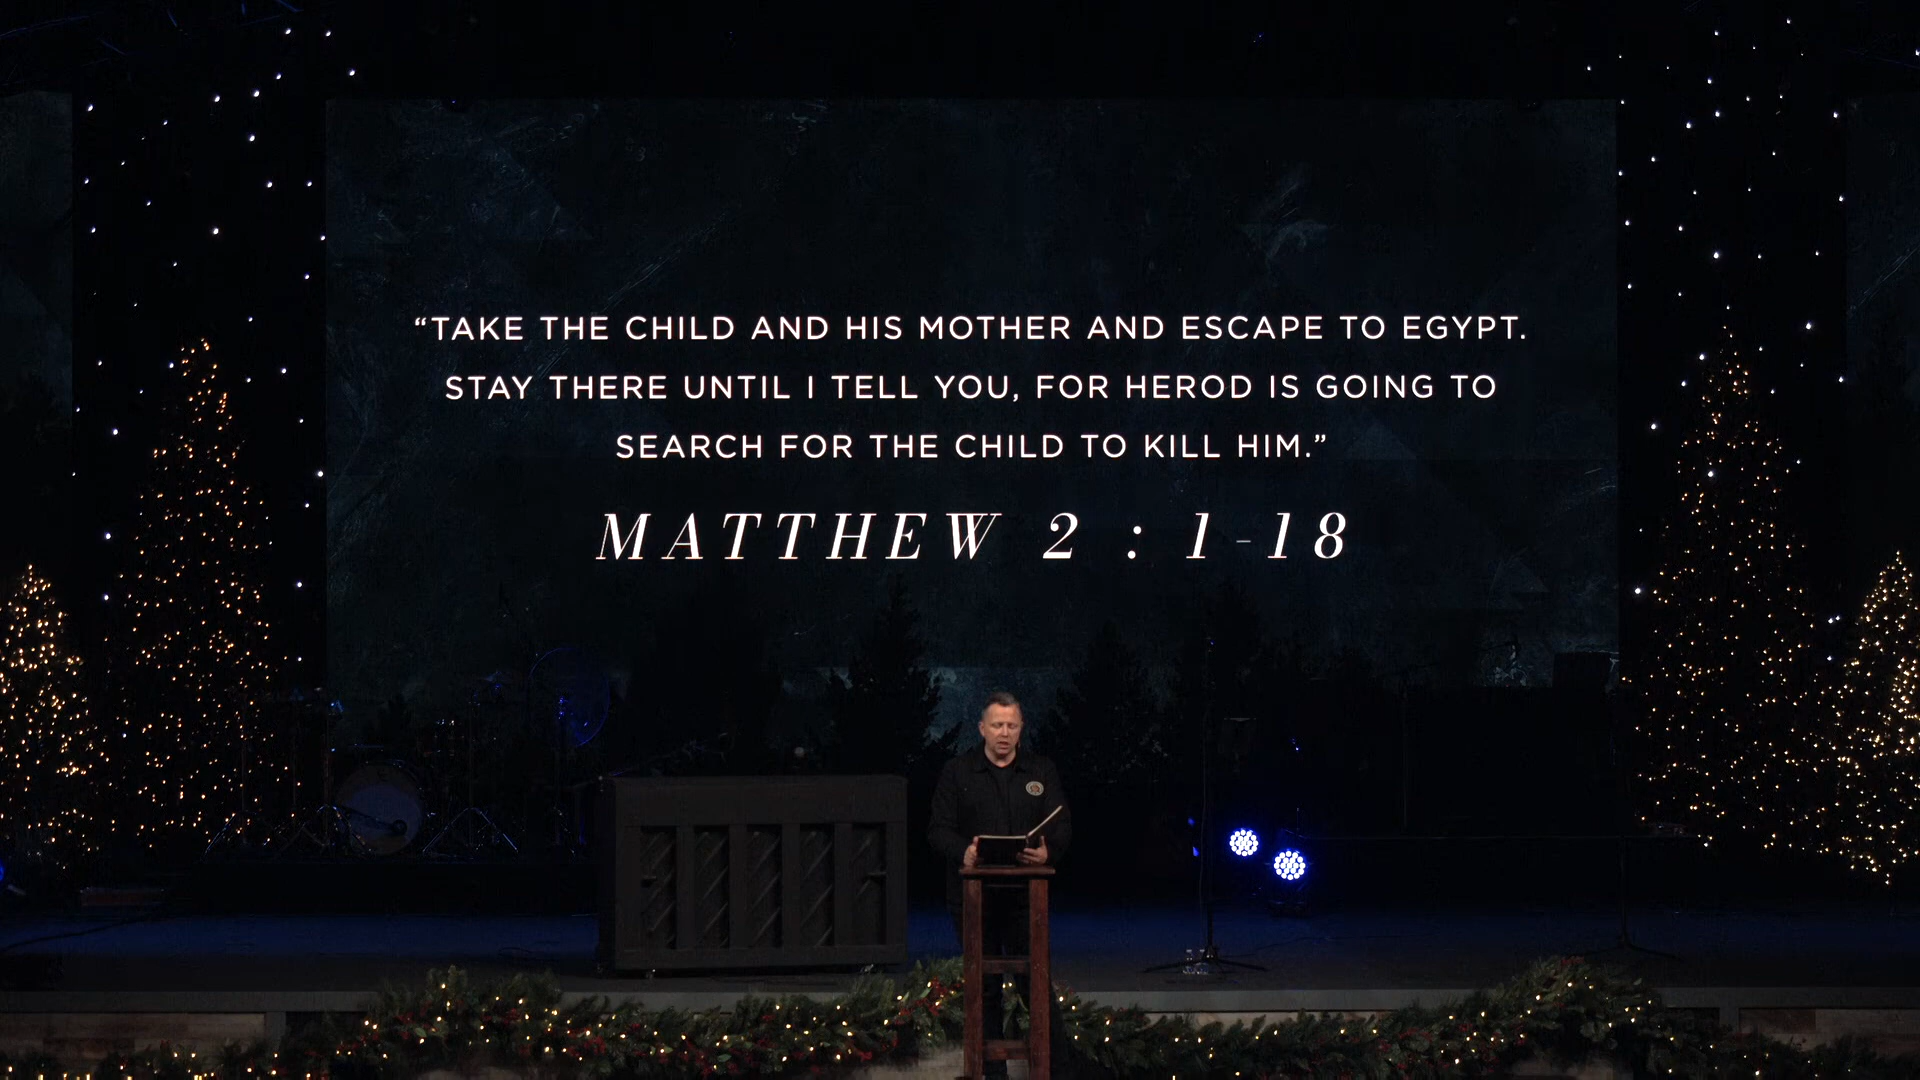 “TAKE THE CHILD AND HIS MOTHER AND ESCAPE TO EGYPT.
STAY THERE UNTIL I TELL YOU, FOR HEROD IS GOING TO
SEARCH FOR THE CHILD TO KILL HIM.”
MATTHEW 2 : 1-18